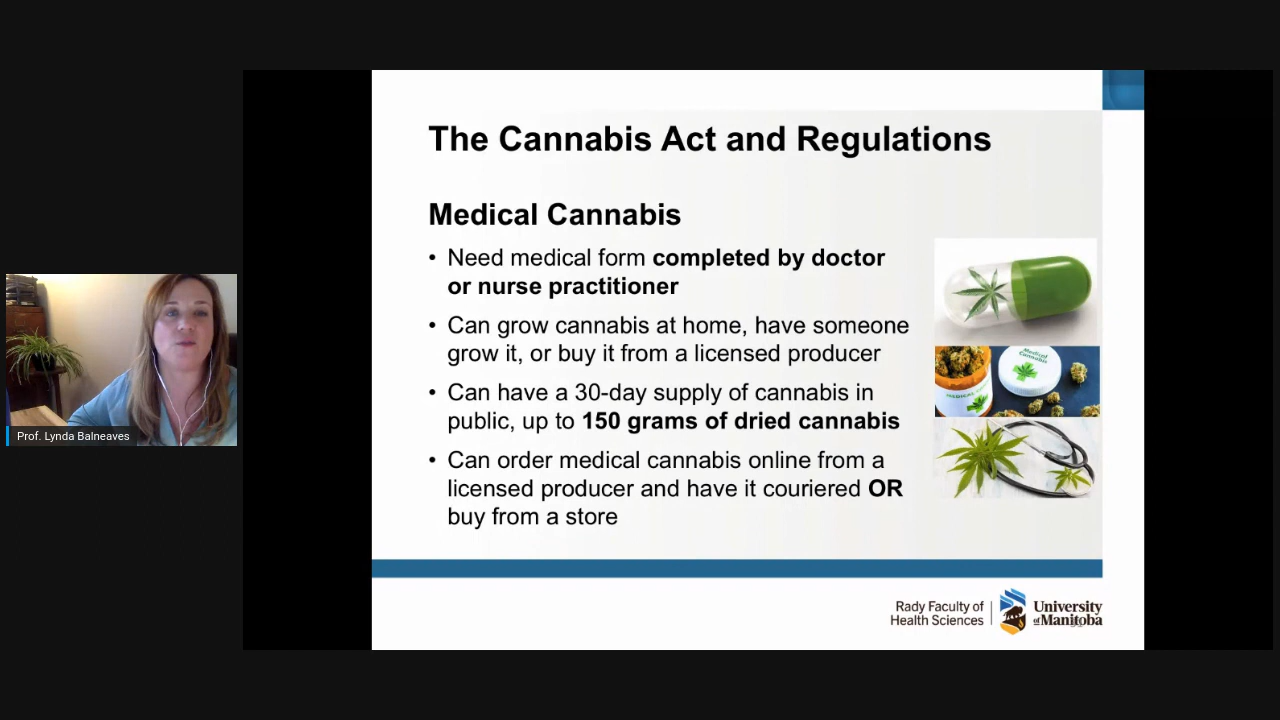 The Cannabis Act and Regulations
Medical Cannabis
• Need medical form completed by doctor
or nurse practitioner
• Can grow cannabis at home, have someone
grow it, or buy it from a licensed producer
• Can have a 30-day supply of cannabis in
public, up to 150 grams of dried cannabis
• Can order medical cannabis online from a
licensed producer and have it couriered OR
buy from a store
Medical
Cannabis
Prof. Lynda Balneaves
Rady Faculty of
Health Sciences
University
of Manitoba